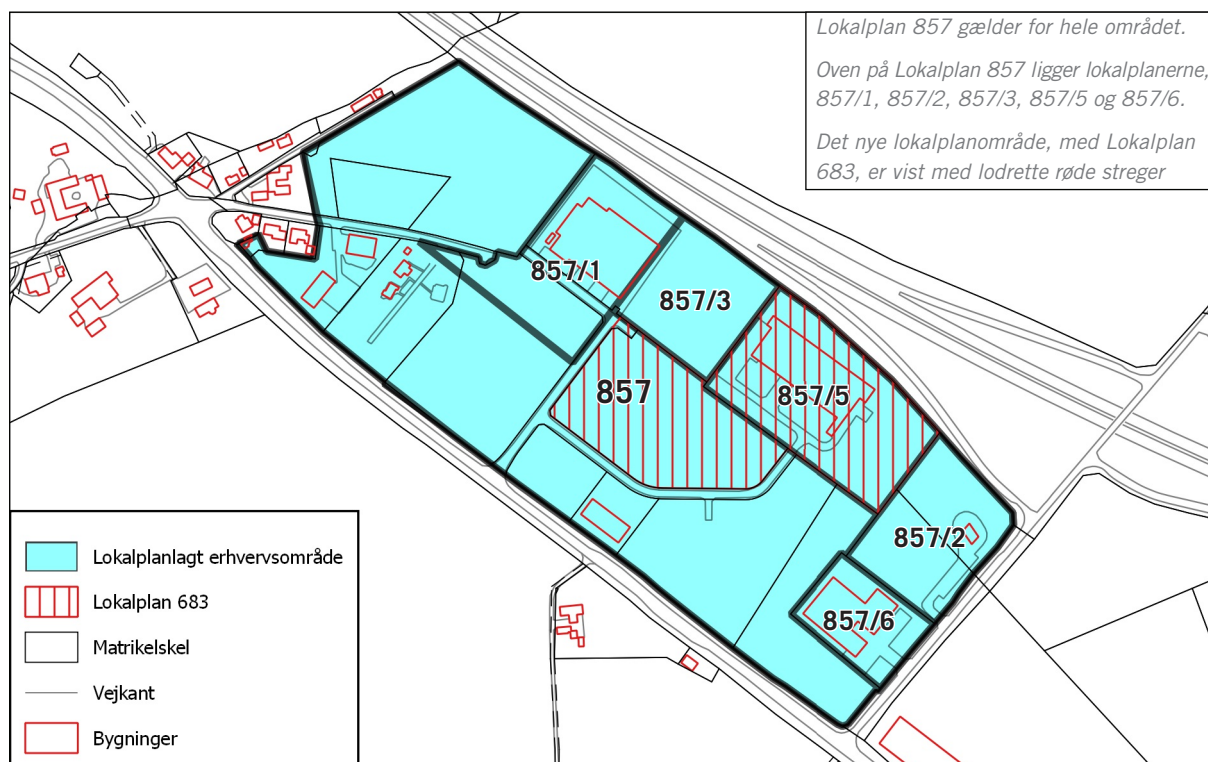 Lokalplan 857 gælder for hele området.
Oven på Lokalplan 857 ligger lokalplanerne,
857/1, 857/2, 857/3, 857/5 og 857/6.
Det nye lokalplanområde, med Lokalplan
683, er vist med lodrette røde streger
857/1
857/3
857
857/5
857/2
857/6
Lokalplanlagt erhvervsområde
Lokalplan 683
Matrikelskel
Vejkant
Bygninger